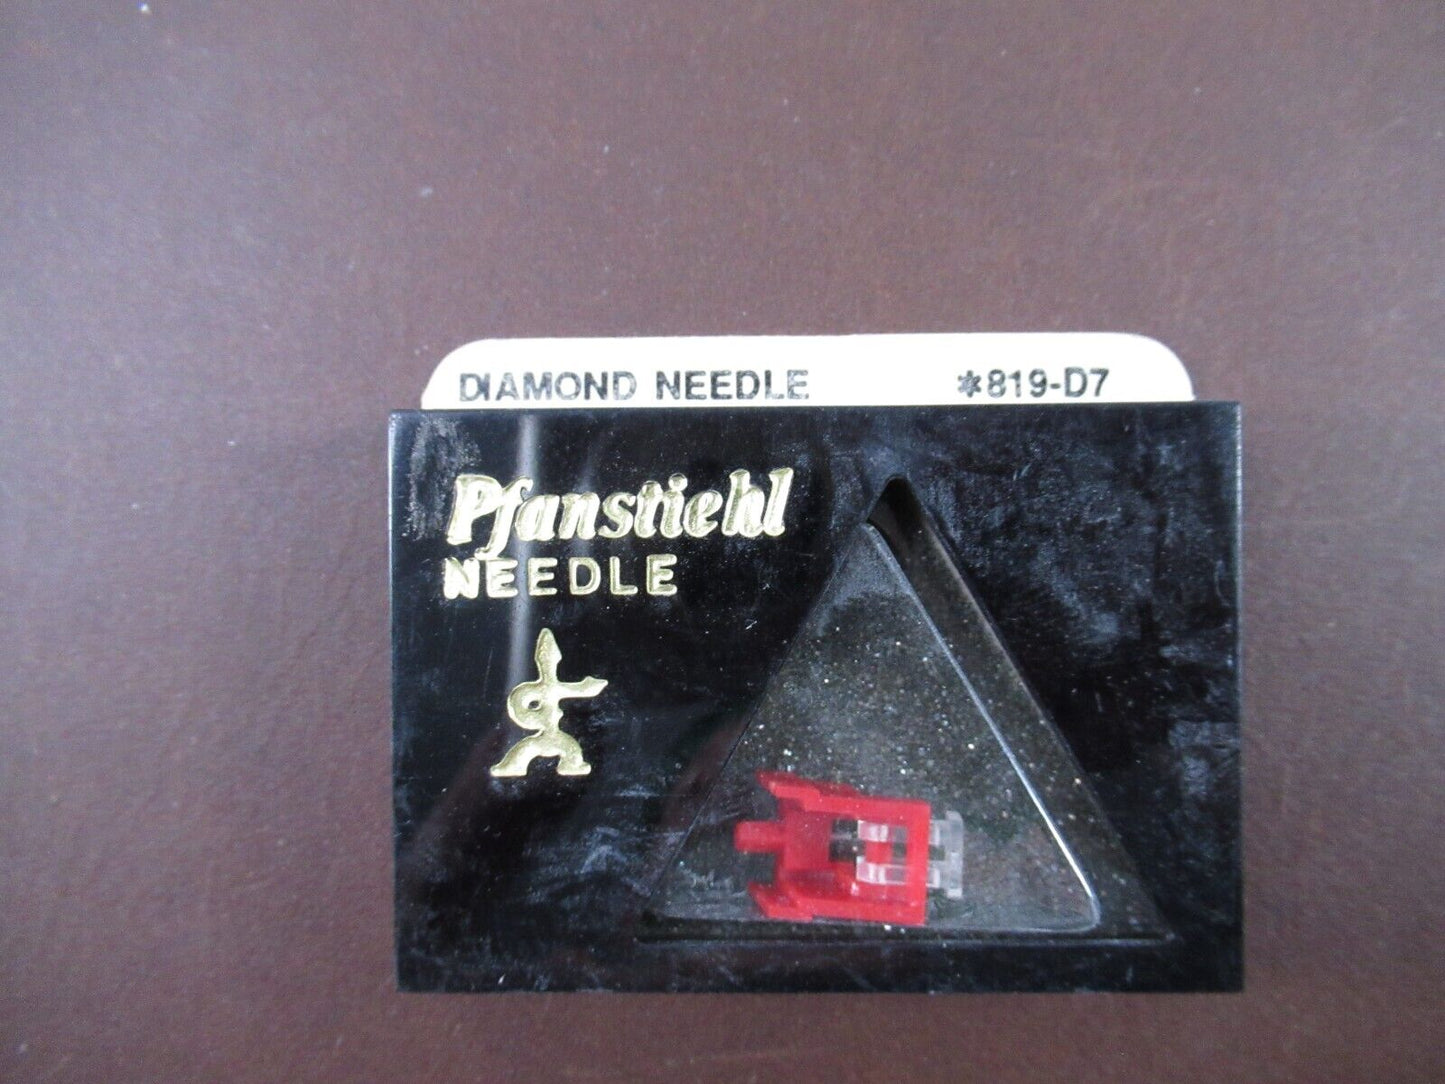 DIAMOND NEEDLE *819-D7
Pfanstiehl
NEEDLE